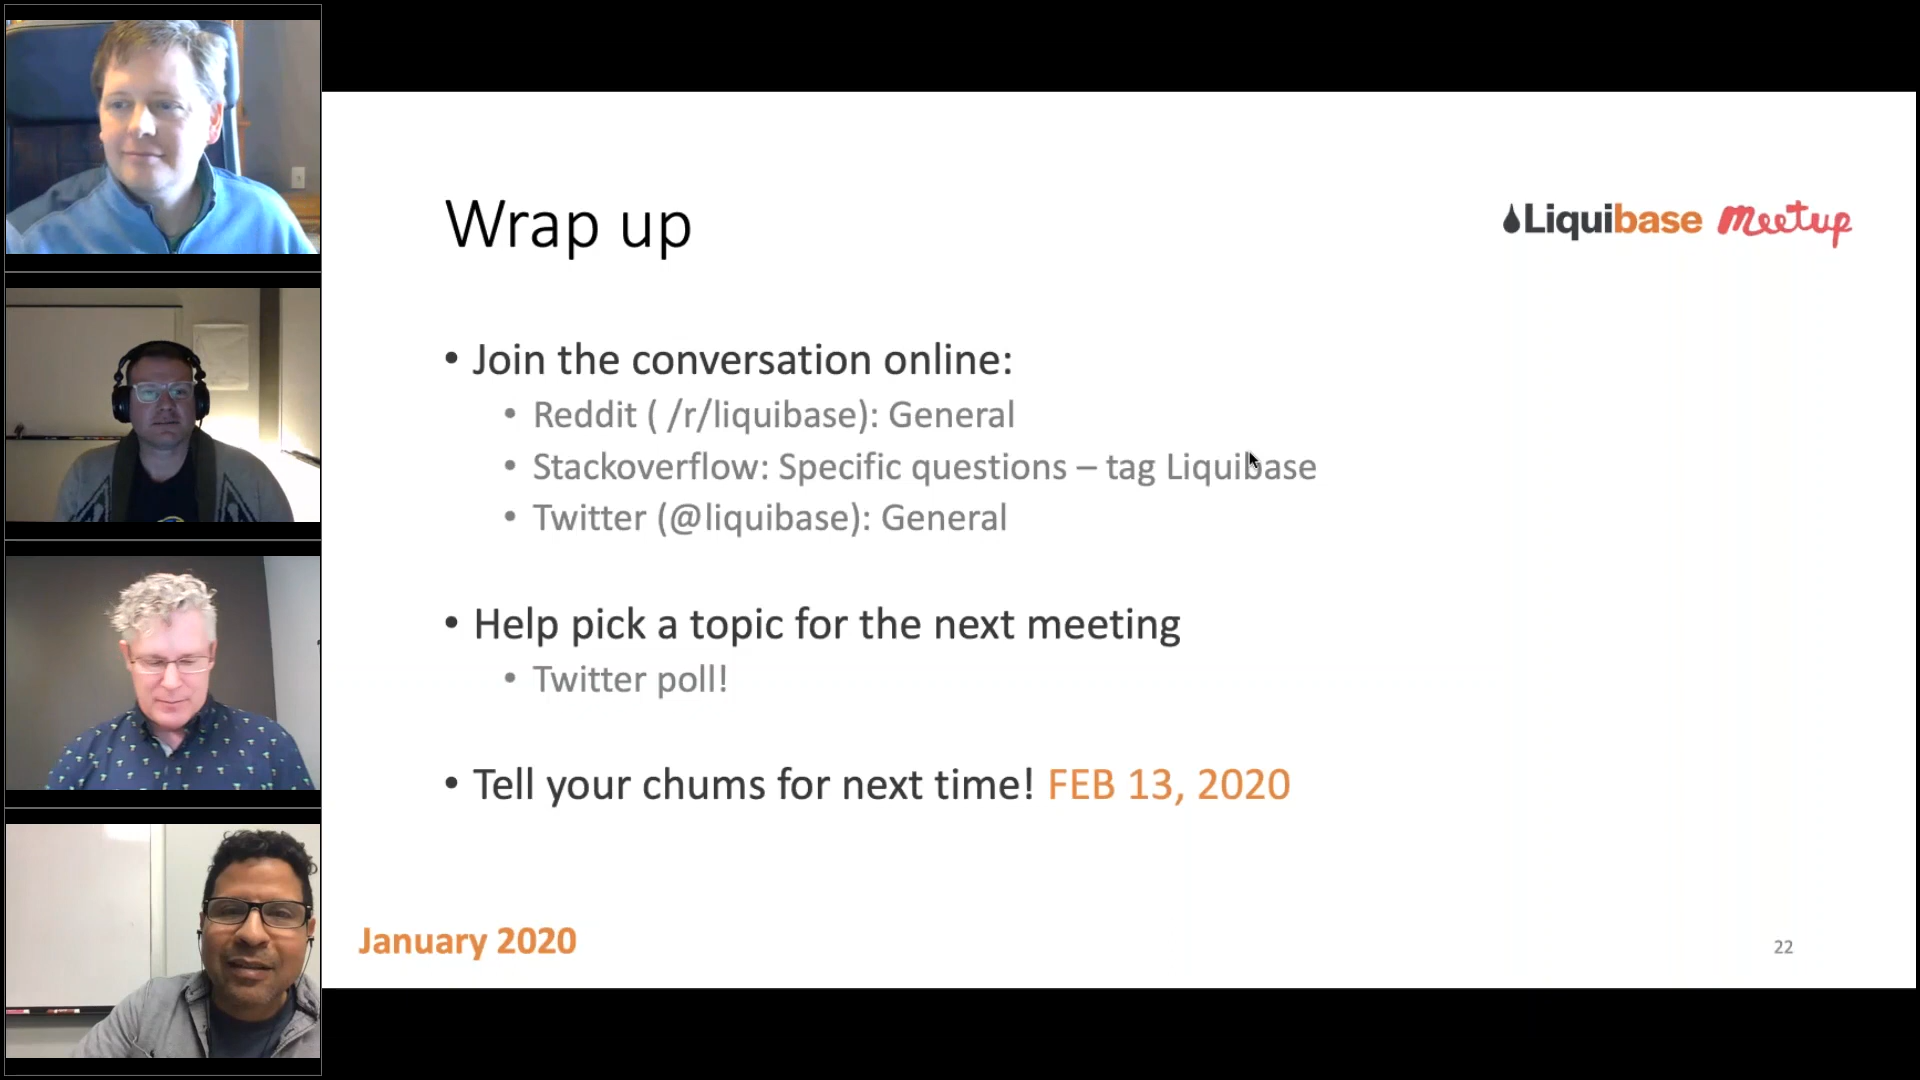 Wrap up
Liquibase Meetup
• Join the conversation online:
• Reddit ( /r/liquibase): General
• Stackoverflow: Specific questions – tag Liquibase
• Twitter (@liquibase): General
• Help pick a topic for the next meeting
• Twitter poll!
• Tell your chums for next time! FEB 13, 2020
January 2020
22